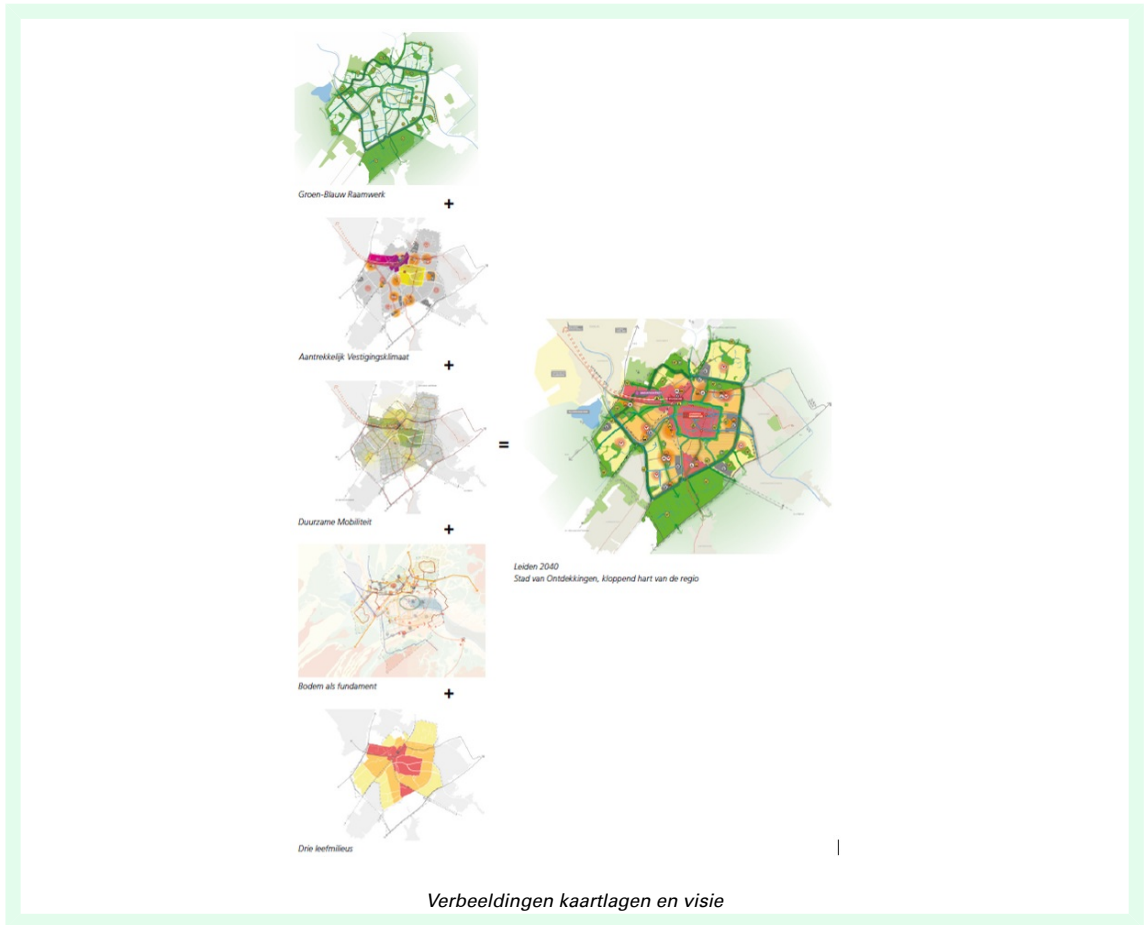 Groen-Blauw Raamwerk
+
Aantrekkelijk Vestigingsklimaat
+
Duurzame Mobiliteit
+
Bodem als fundament
+
Drie leefmilieus
=
Leiden 2040
Stad van Ontdekkingen, kloppend hart van de regio
Verbeeldingen kaartlagen en visie